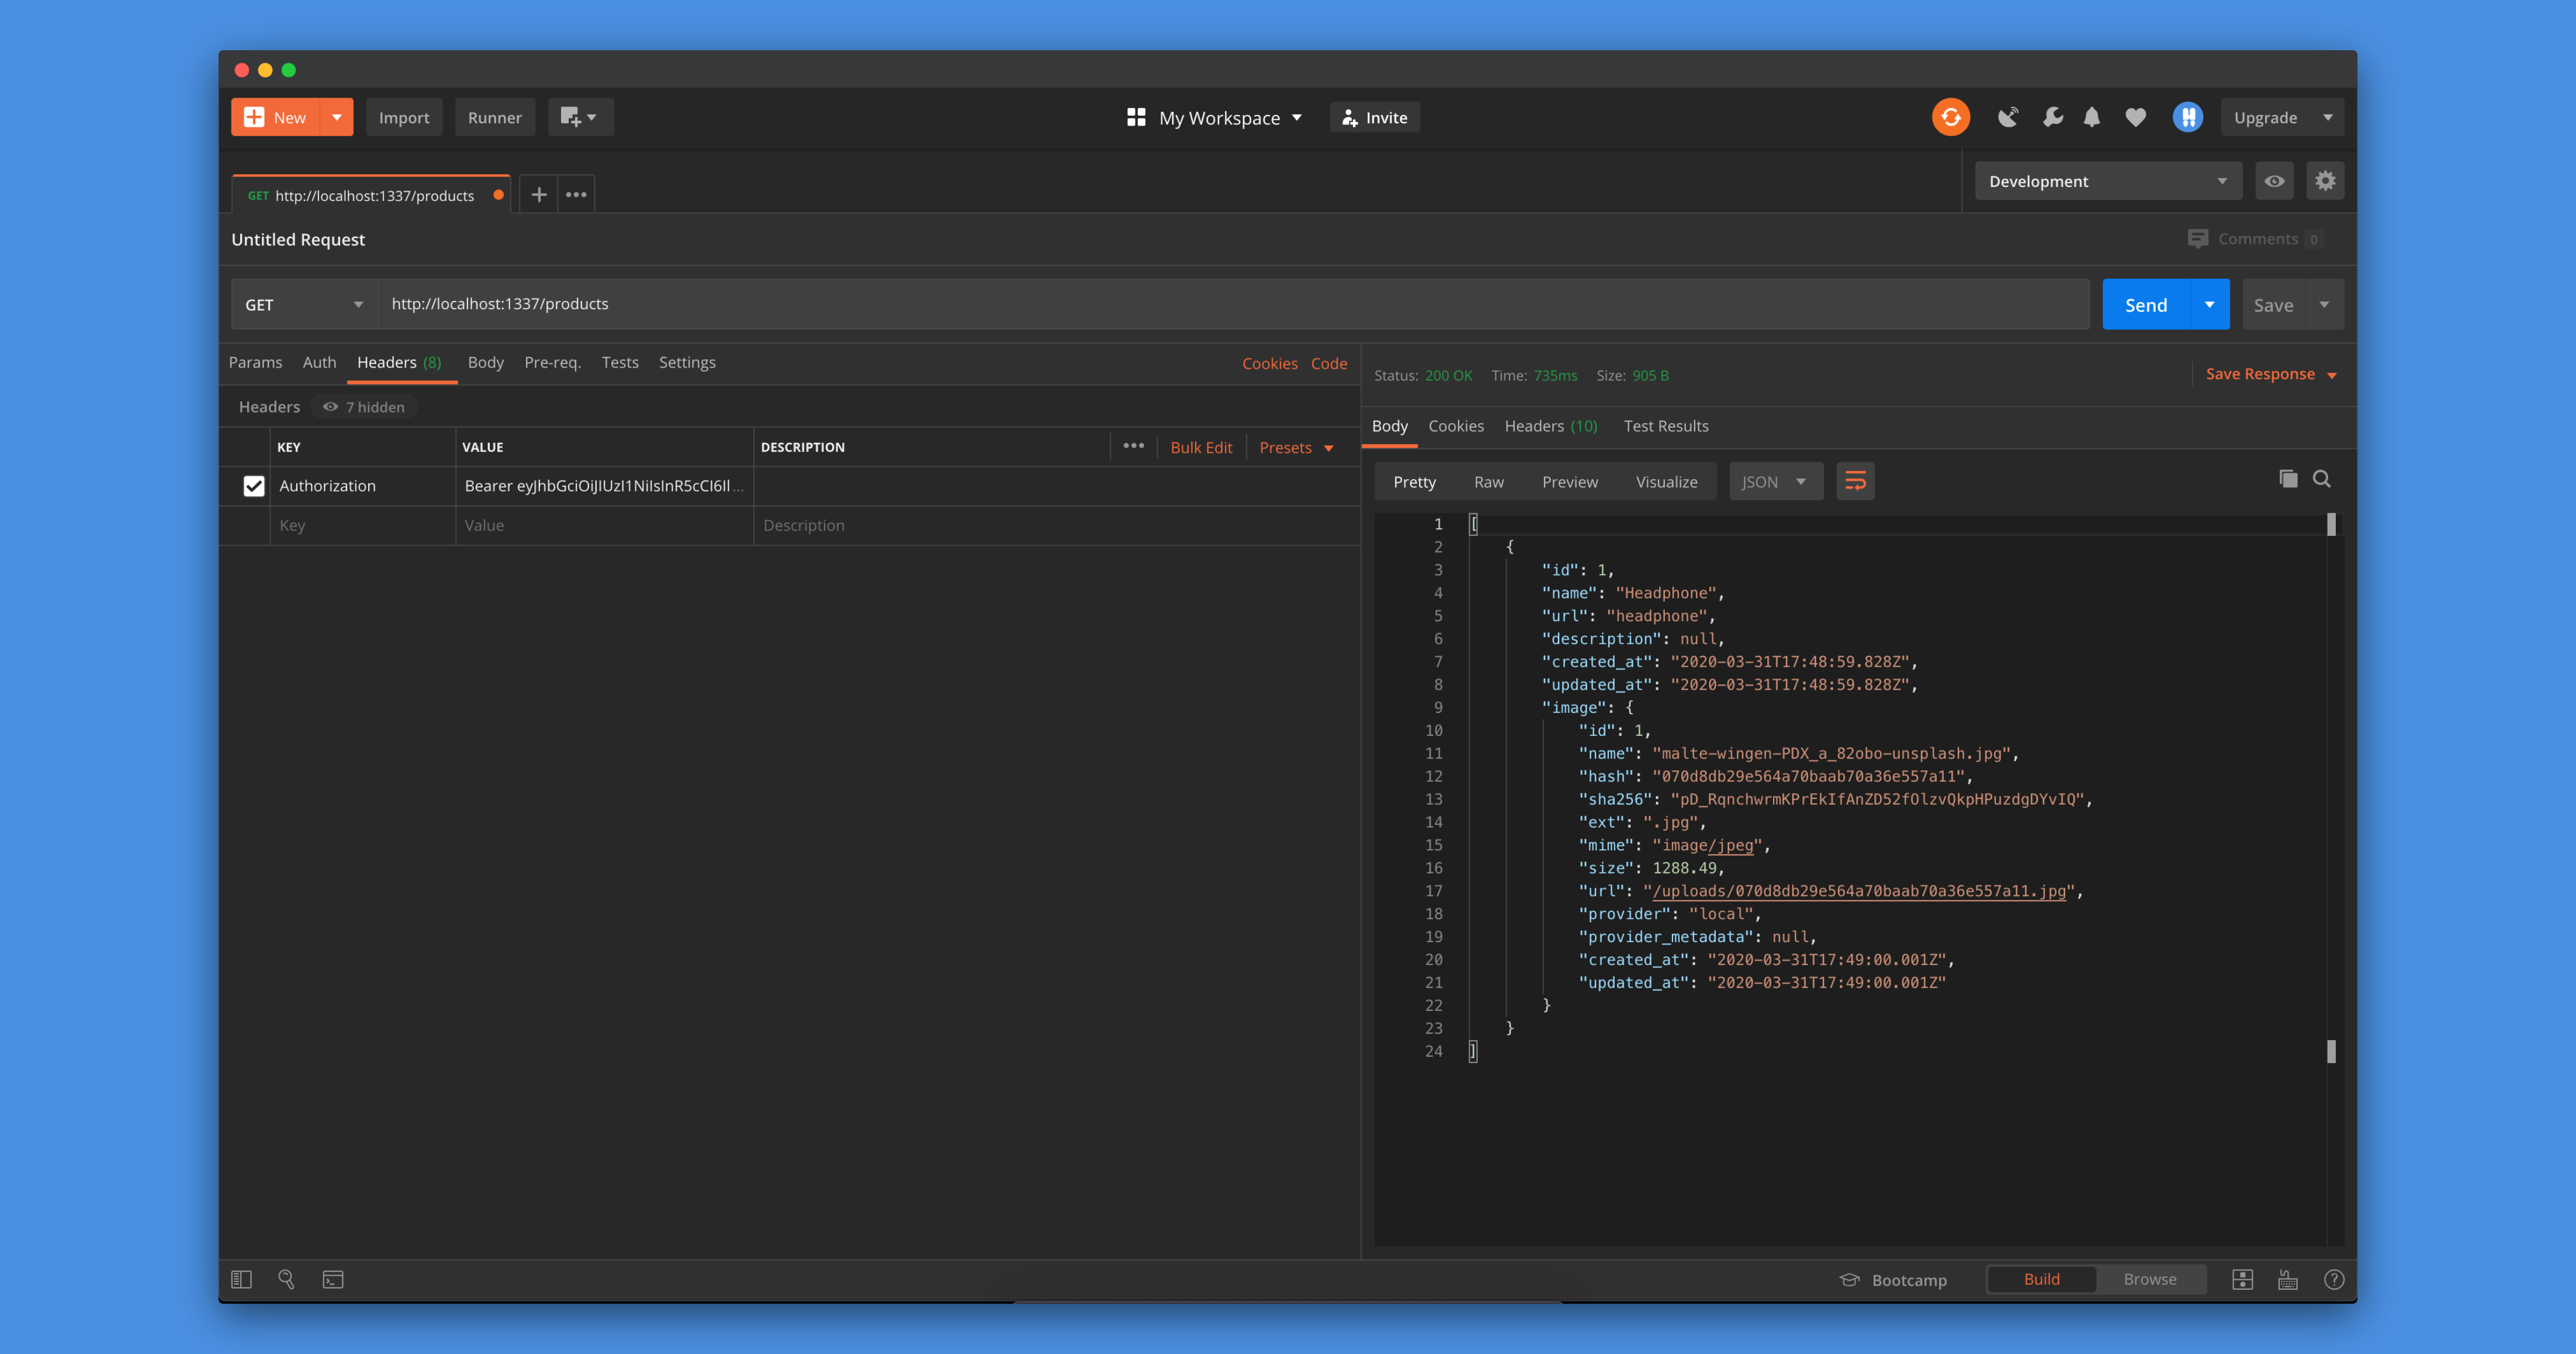 New Import Runner My Workspace Invite Upgrade
GET http://localhost:1337/products Development
Untitled Request Comments 0
GET http://localhost:1337/products Send Save
Params Auth Headers (8) Body Pre-req. Tests Settings Cookies Code
Headers 7 hidden
KEY VALUE DESCRIPTION Bulk Edit Presets
Authorization Bearer eyJhbGciOiJIUzI1NiIsInR5cCI6Il...
Key Value Description
Status: 200 OK Time: 735ms Size: 905 B Save Response
Body Cookies Headers (10) Test Results
Pretty Raw Preview Visualize JSON
1 [
2 {
3 "id": 1,
4 "name": "Headphone",
5 "url": "headphone",
6 "description": null,
7 "created_at": "2020-03-31T17:48:59.828Z",
8 "updated_at": "2020-03-31T17:48:59.828Z",
9 "image": {
10 "id": 1,
11 "name": "malte-wingen-PDX_a_82obo-unsplash.jpg",
12 "hash": "070d8db29e564a70baab70a36e557a11",
13 "sha256": "pD_RqnchwrmKPrEkIfAnZD52fOlzvQkpHPuzdgDYvIQ",
14 "ext": ".jpg",
15 "mime": "image/jpeg",
16 "size": 1288.49,
17 "url": "/uploads/070d8db29e564a70baab70a36e557a11.jpg",
18 "provider": "local",
19 "provider_metadata": null,
20 "created_at": "2020-03-31T17:49:00.001Z",
21 "updated_at": "2020-03-31T17:49:00.001Z"
22 }
23 }
24 ]
Bootcamp Build Browse